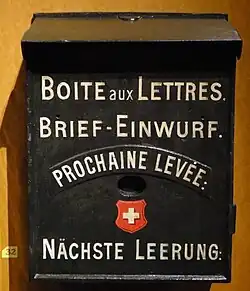 BOITE AUX LETTRES.
BRIEF-EINWURF.
PROCHAINE LEVÉE:
NÄCHSTE LEERUNG: